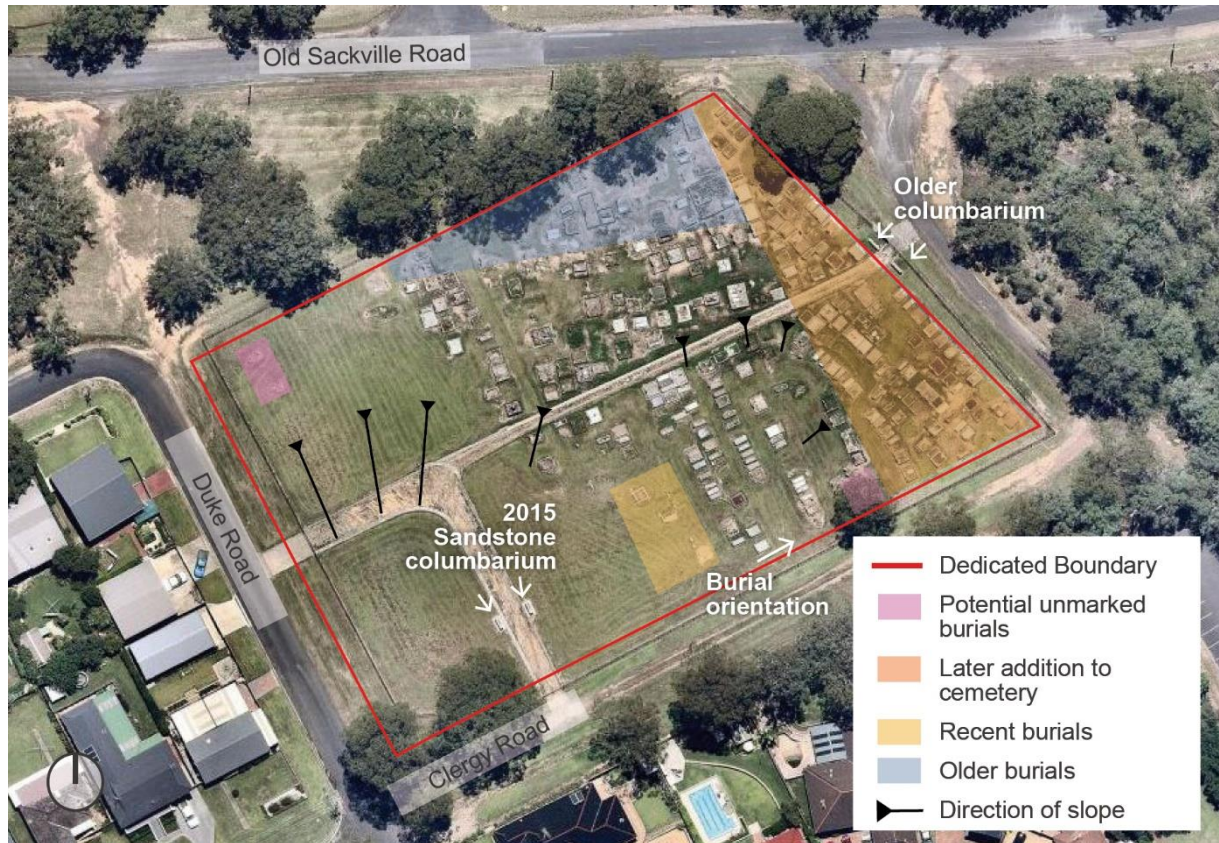 Old Sackville Road
Older
columbarium
Duke Road
2015
Sandstone
columbarium
Burial
orientation
Clergy Road
Dedicated Boundary
Potential unmarked
burials
Later addition to
cemetery
Recent burials
Older burials
Direction of slope